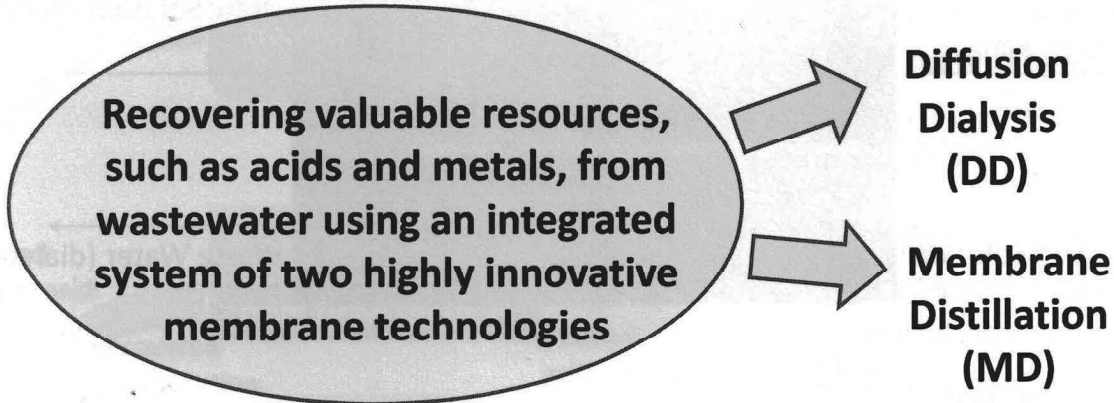 Recovering valuable resources,
such as acids and metals, from
wastewater using an integrated
system of two highly innovative
membrane technologies
Diffusion
Dialysis
(DD)
Membrane
Distillation
(MD)